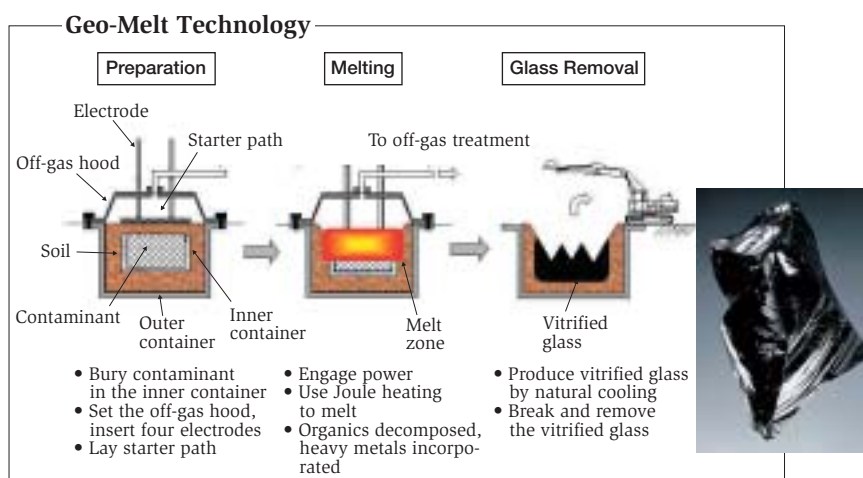 Geo-Melt Technology
Preparation
Melting
Glass Removal
Electrode
Starter path
To off-gas treatment
Off-gas hood
Soil
Contaminant
Outer
container
Inner
container
Melt
zone
Vitrified
glass
• Bury contaminant
in the inner container
• Set the off-gas hood,
insert four electrodes
• Lay starter path
• Engage power
• Use Joule heating
to melt
• Organics decomposed,
heavy metals incorpo-
rated
• Produce vitrified glass
by natural cooling
• Break and remove
the vitrified glass